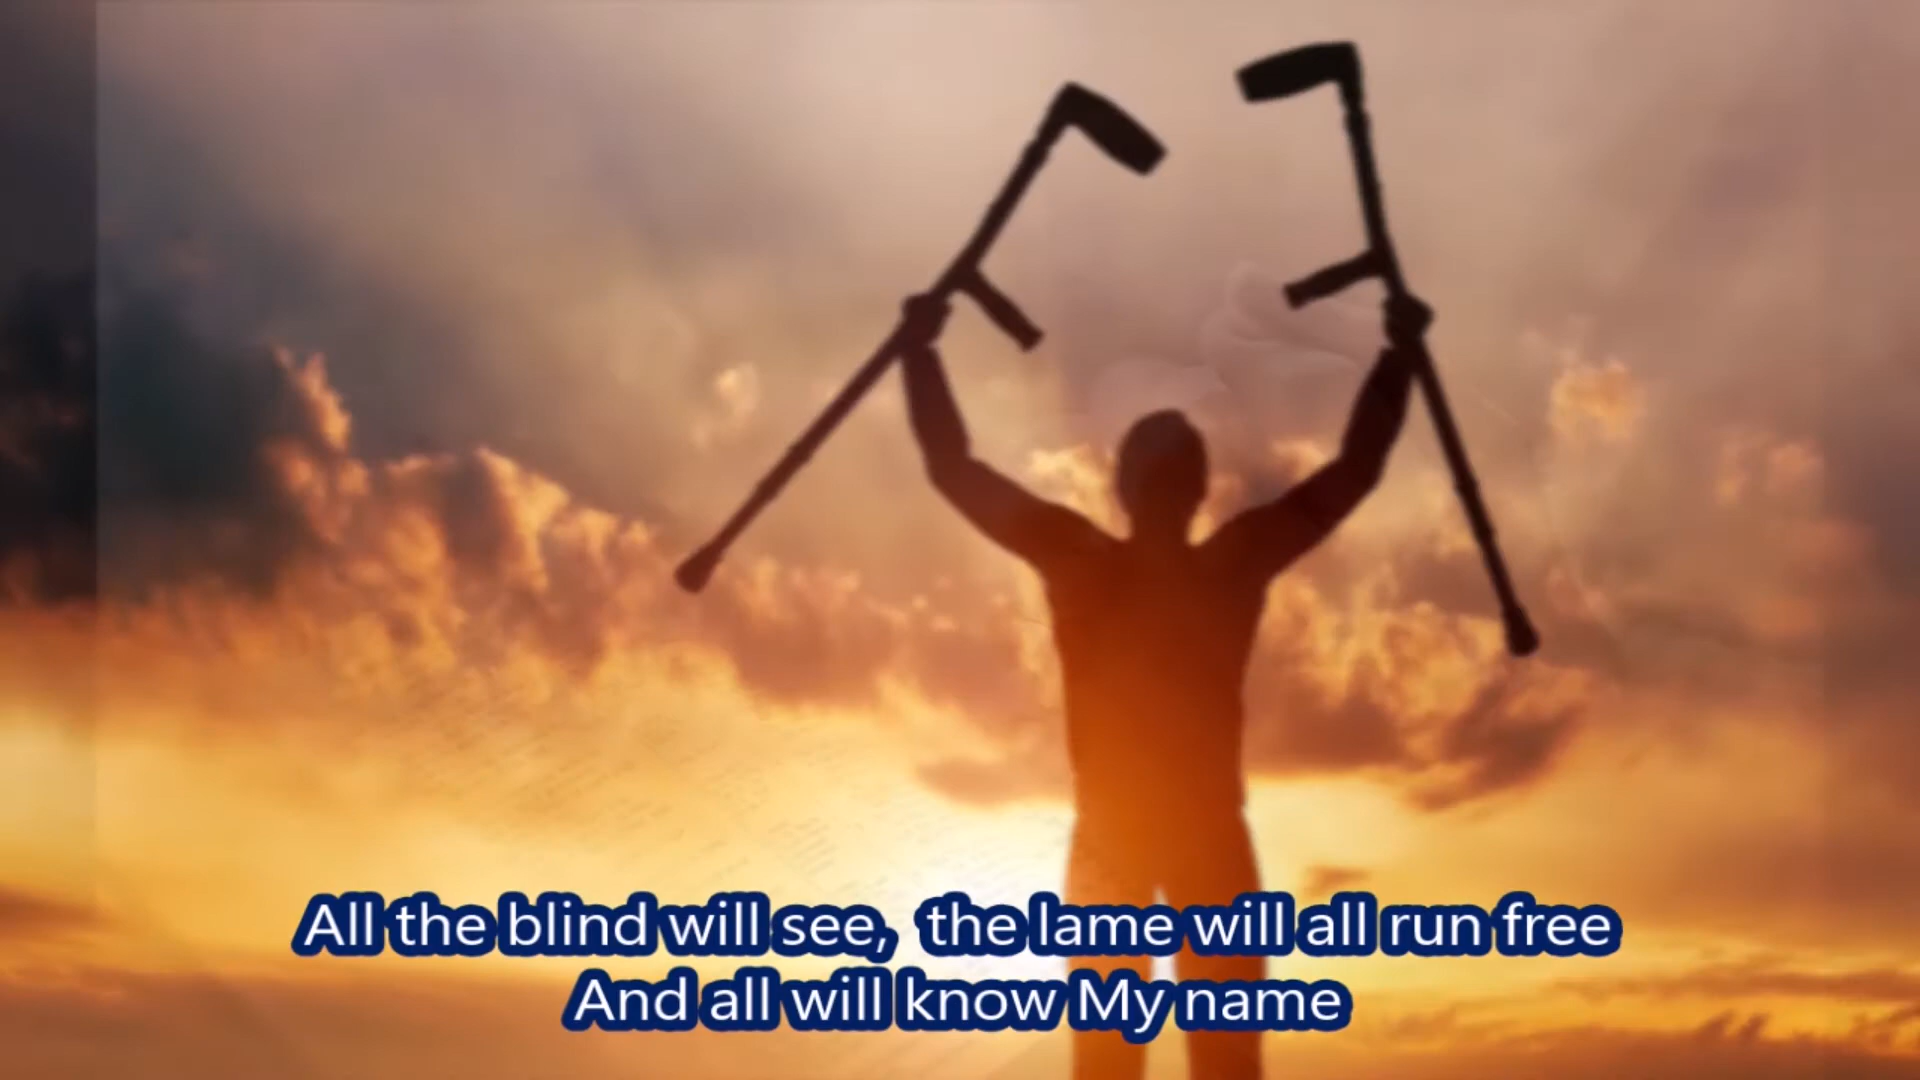 All the blind will see, the lame will all run free
And all will know My name